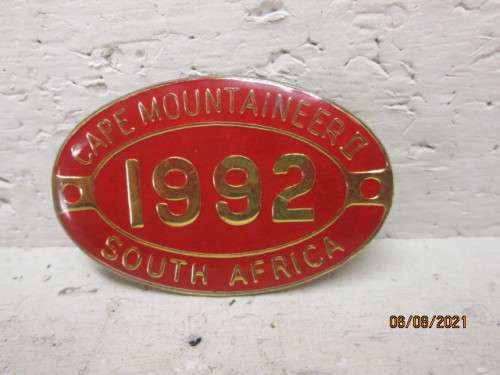 CAPE MOUNTAINEER II
1992
SOUTH AFRICA
06/08/2021